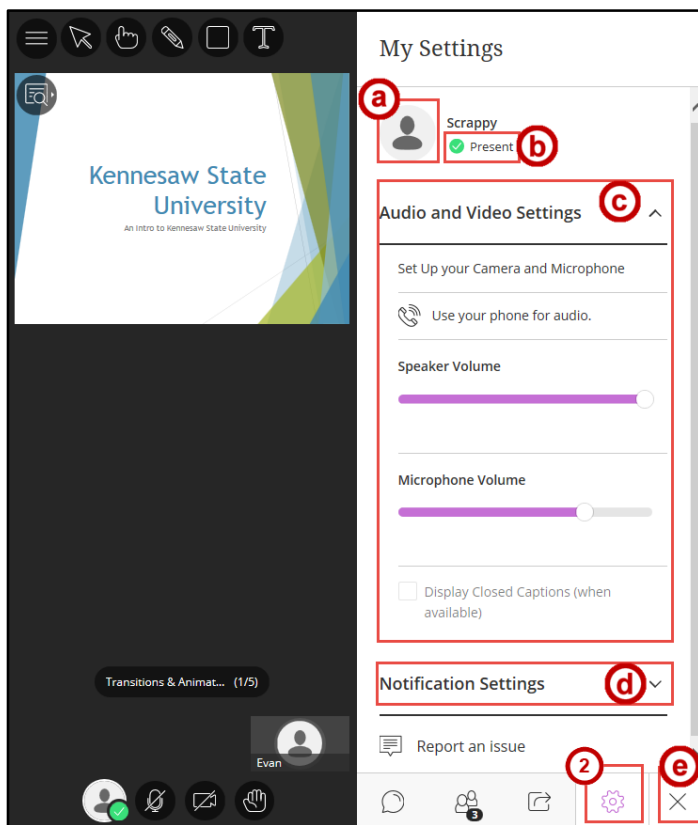 T
My Settings
a
Scrappy
Present
b
Kennesaw State
University
An Intro to Kennesaw State University
c
Audio and Video Settings
Set Up your Camera and Microphone
Use your phone for audio.
Speaker Volume
Microphone Volume
Display Closed Captions (when
available)
Transitions & Animat... (1/5)
Notification Settings
d
Evan
Report an issue
2
e
3